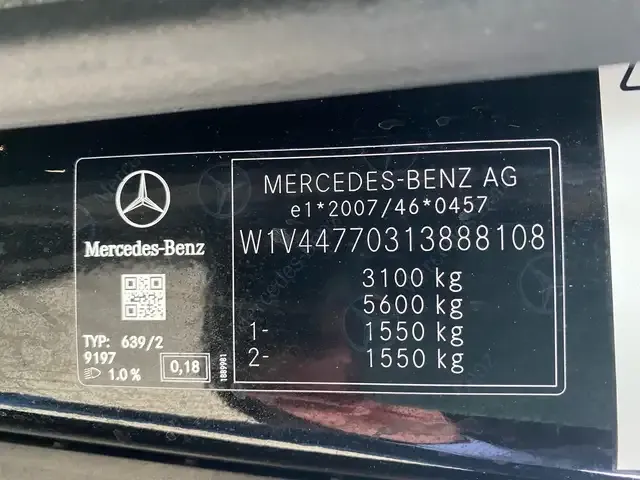 Mercedes-Benz
TYP: 639/2
9197
1.0%
0,18
1889981
MERCEDES-BENZ AG
e1*2007/46*0457
W1V44770313888108
3100 kg
5600 kg
1- 1550 kg
2- 1550 kg